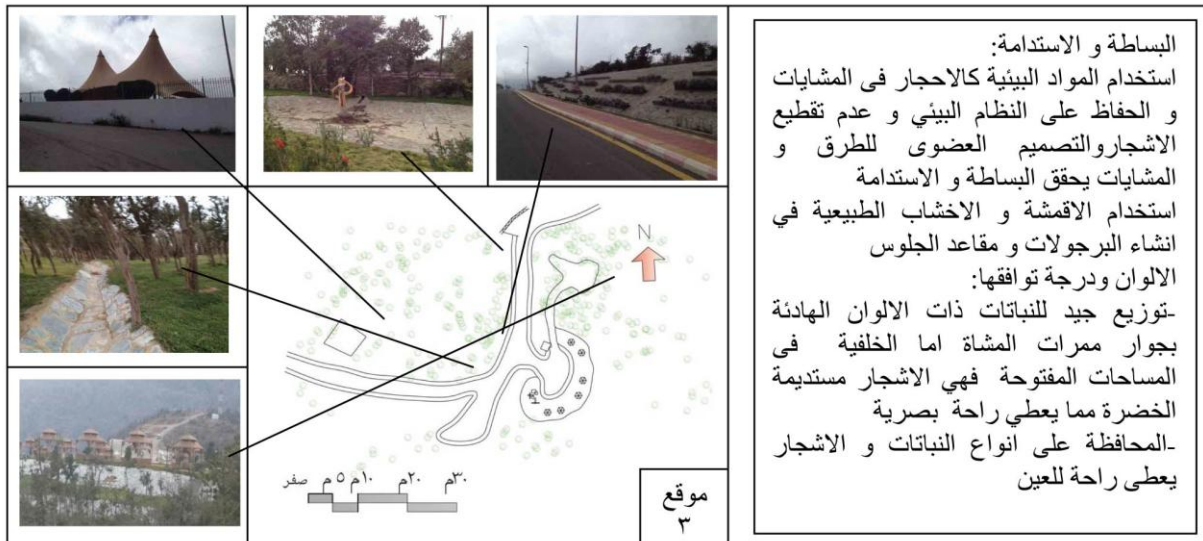 البساطة و الاستدامة:
استخدام المواد البيئية كالاحجار فى المشايات
و الحفاظ على النظام البيئي و عدم تقطيع
الاشجاروالتصميم العضوى للطرق و
المشايات يحقق البساطة و الاستدامة
استخدام الاقمشة و الاخشاب الطبيعية في
انشاء البرجولات و مقاعد الجلوس
الالوان ودرجة توافقها:
-توزيع جيد للنباتات ذات الالوان الهادئة
بجوار ممرات المشاة اما الخلفية فى
المساحات المفتوحة فهي الاشجار مستديمة
الخضرة مما يعطي راحة بصرية
-المحافظة على انواع النباتات و الاشجار
يعطى راحة للعين
N
صفر ٥م ١٠م ٢٠م ٣٠م
موقع
٣